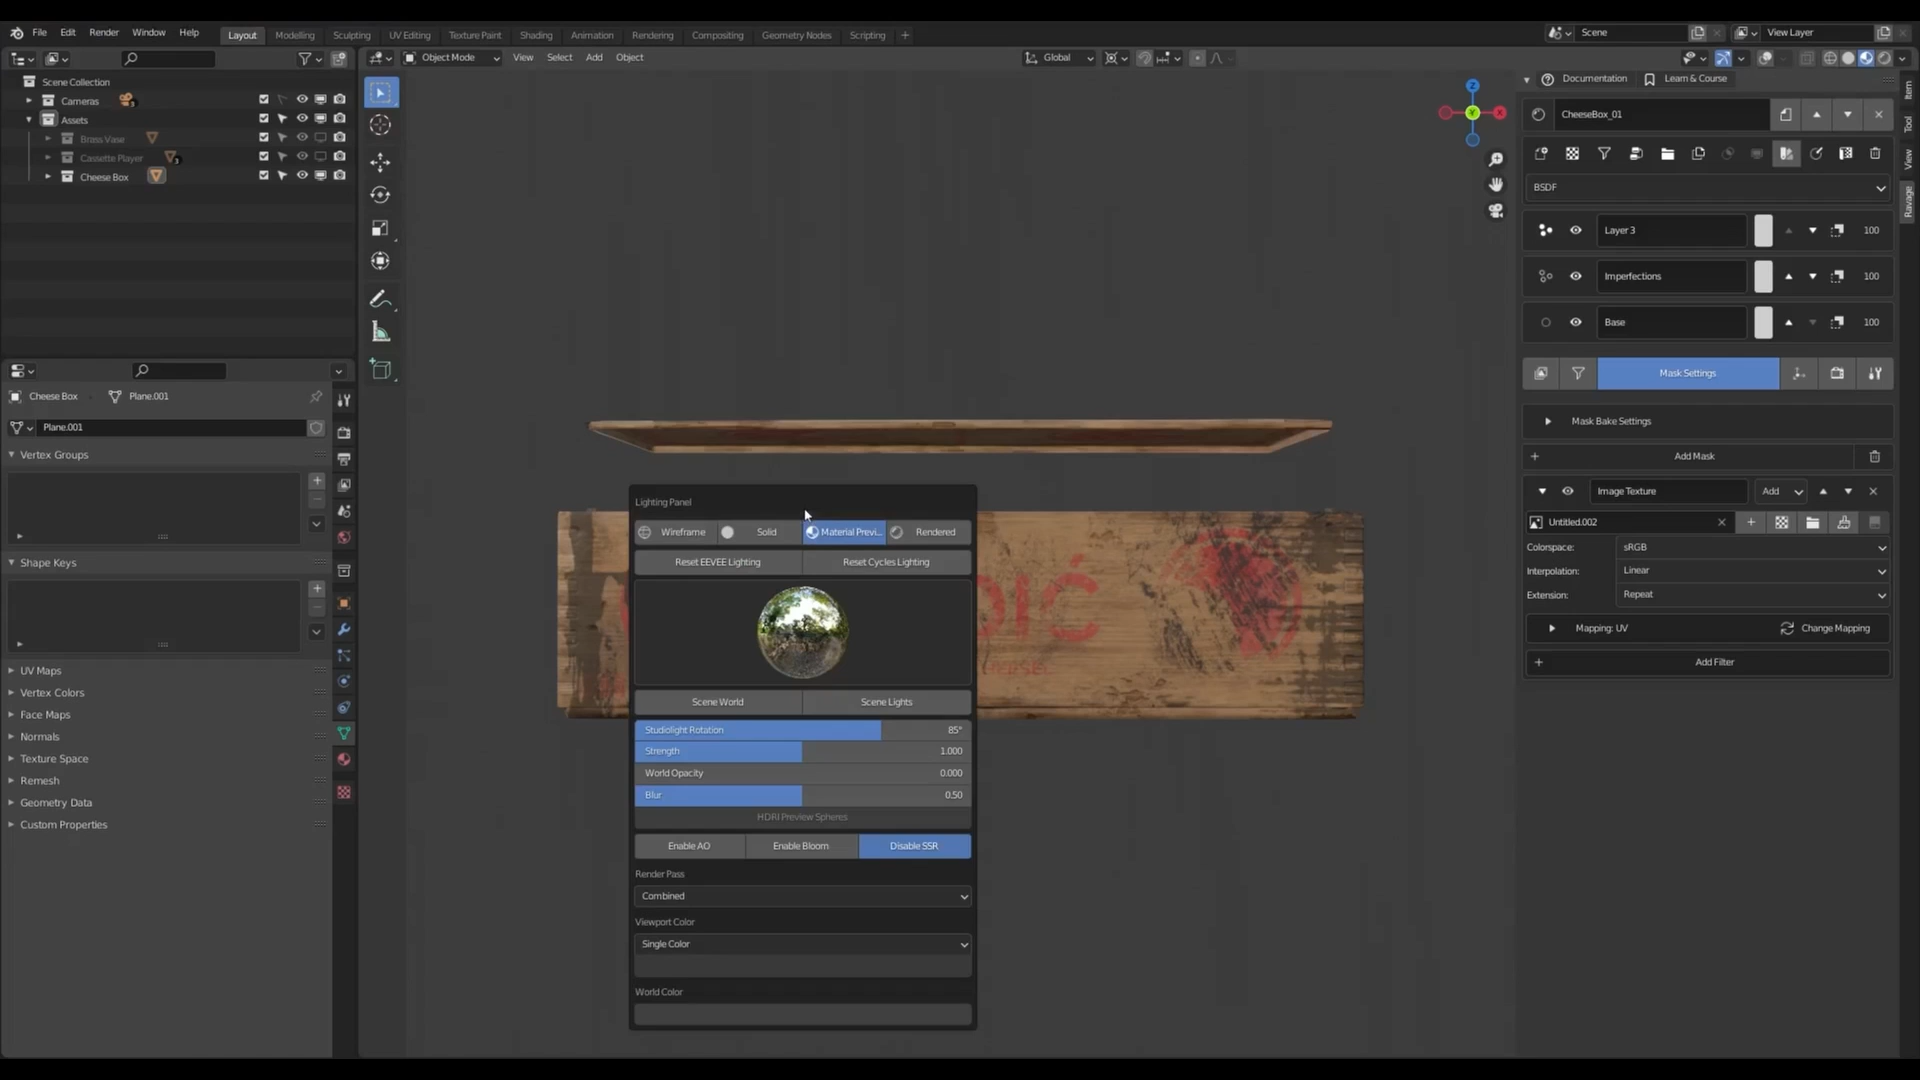 File Edit Render Window Help Layout Modelling Sculpting UV Editing Texture Paint Shading Animation Rendering Compositing Geometry Nodes Scripting + Scene View Layer
Object Mode View Select Add Object Global
Scene Collection
Cameras
Assets
Brass Vase
Cassette Player
Cheese Box
Cheese Box Plane.001
Plane.001
Vertex Groups
Shape Keys
UV Maps
Vertex Colors
Face Maps
Normals
Texture Space
Remesh
Geometry Data
Custom Properties
Lighting Panel
Wireframe Solid Material Previ... Rendered
Reset EEVEE Lighting Reset Cycles Lighting
Scene World Scene Lights
Studiolight Rotation 85°
Strength 1.000
World Opacity 0.000
Blur 0.50
HDRI Preview Spheres
Enable AO Enable Bloom Disable SSR
Render Pass
Combined
Viewport Color
Single Color
World Color
DIĆ
Documentation Learn & Course
CheeseBox_01
BSDF
Layer 3 100
Imperfections 100
Base 100
Mask Settings
Mask Bake Settings
+ Add Mask
Image Texture Add
Untitled.002
Colorspace: sRGB
Interpolation: Linear
Extension: Repeat
Mapping: UV Change Mapping
+ Add Filter
Item
Tool
View
Ravage